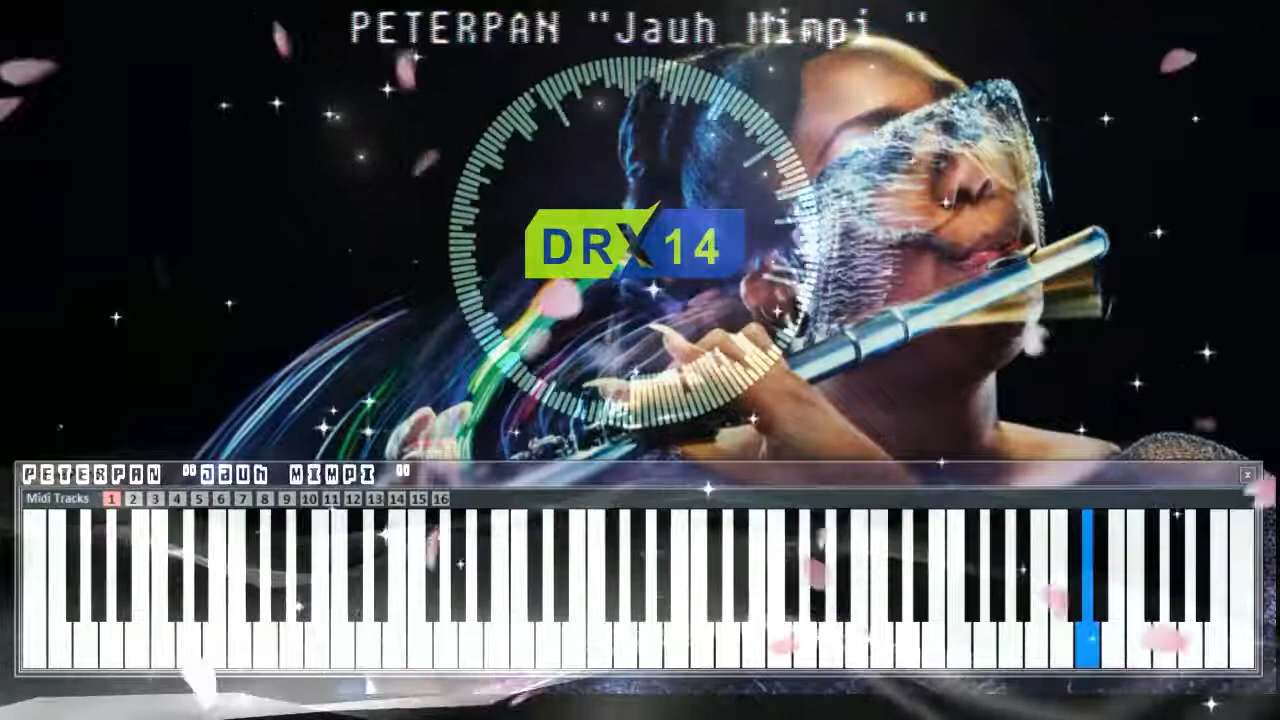 PETERPAN "Jauh Mimpi "
DRX 14
PETERPAN "Jauh Mimpi "
x
Midi Tracks 1 2 3 4 5 6 7 8 9 10 11 12 13 14 15 16